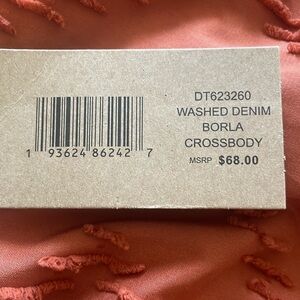 DT623260
WASHED DENIM
BORLA
CROSSBODY
MSRP $68.00
1 93624 86242 7